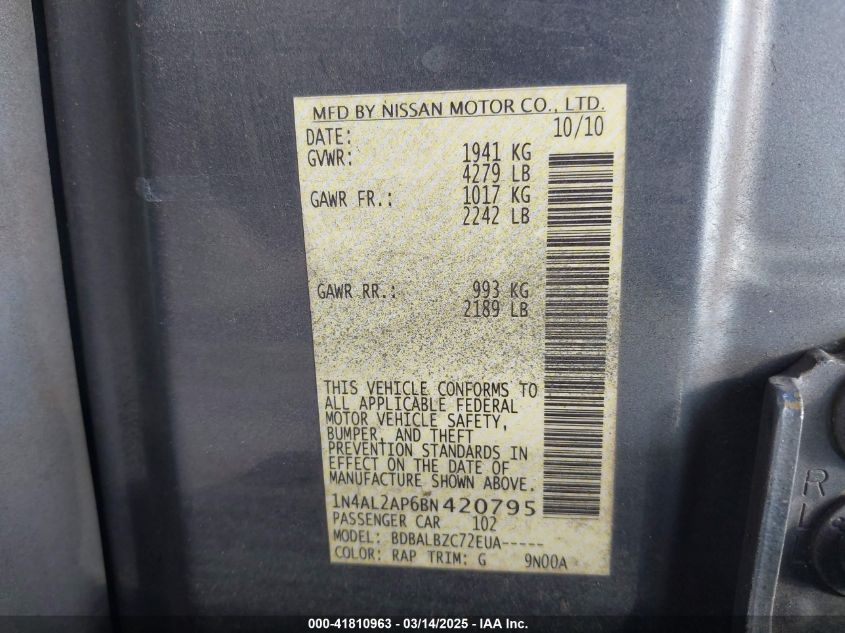 MFD BY NISSAN MOTOR CO., LTD.
DATE: 10/10
GVWR: 1941 KG
4279 LB
GAWR FR.: 1017 KG
2242 LB
GAWR RR.: 993 KG
2189 LB
THIS VEHICLE CONFORMS TO
ALL APPLICABLE FEDERAL
MOTOR VEHICLE SAFETY,
BUMPER, AND THEFT
PREVENTION STANDARDS IN
EFFECT ON THE DATE OF
MANUFACTURE SHOWN ABOVE.
1N4AL2AP6BN420795
PASSENGER CAR 102
MODEL: BDBALBZC72EUA-----
COLOR: RAP TRIM: G 9N00A
R
L
000-41810963 - 03/14/2025 - IAA Inc.